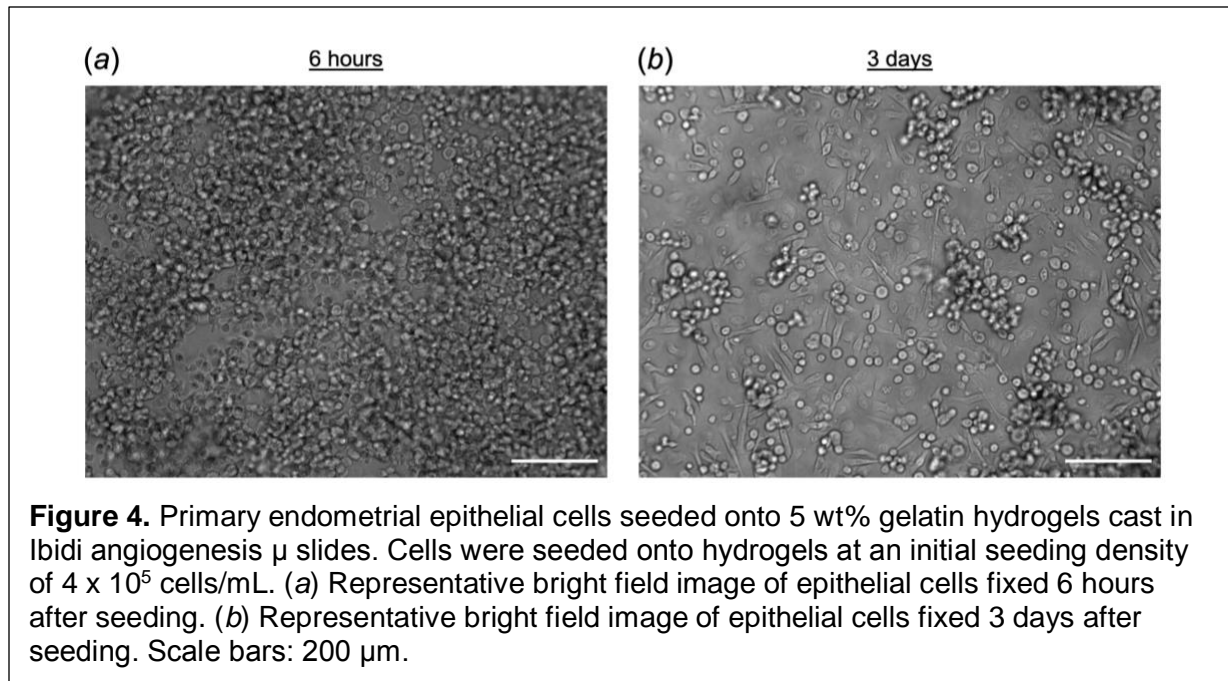 (a) 6 hours (b) 3 days
Figure 4. Primary endometrial epithelial cells seeded onto 5 wt% gelatin hydrogels cast in
Ibidi angiogenesis µ slides. Cells were seeded onto hydrogels at an initial seeding density
of 4 x 10⁵ cells/mL. (a) Representative bright field image of epithelial cells fixed 6 hours
after seeding. (b) Representative bright field image of epithelial cells fixed 3 days after
seeding. Scale bars: 200 µm.